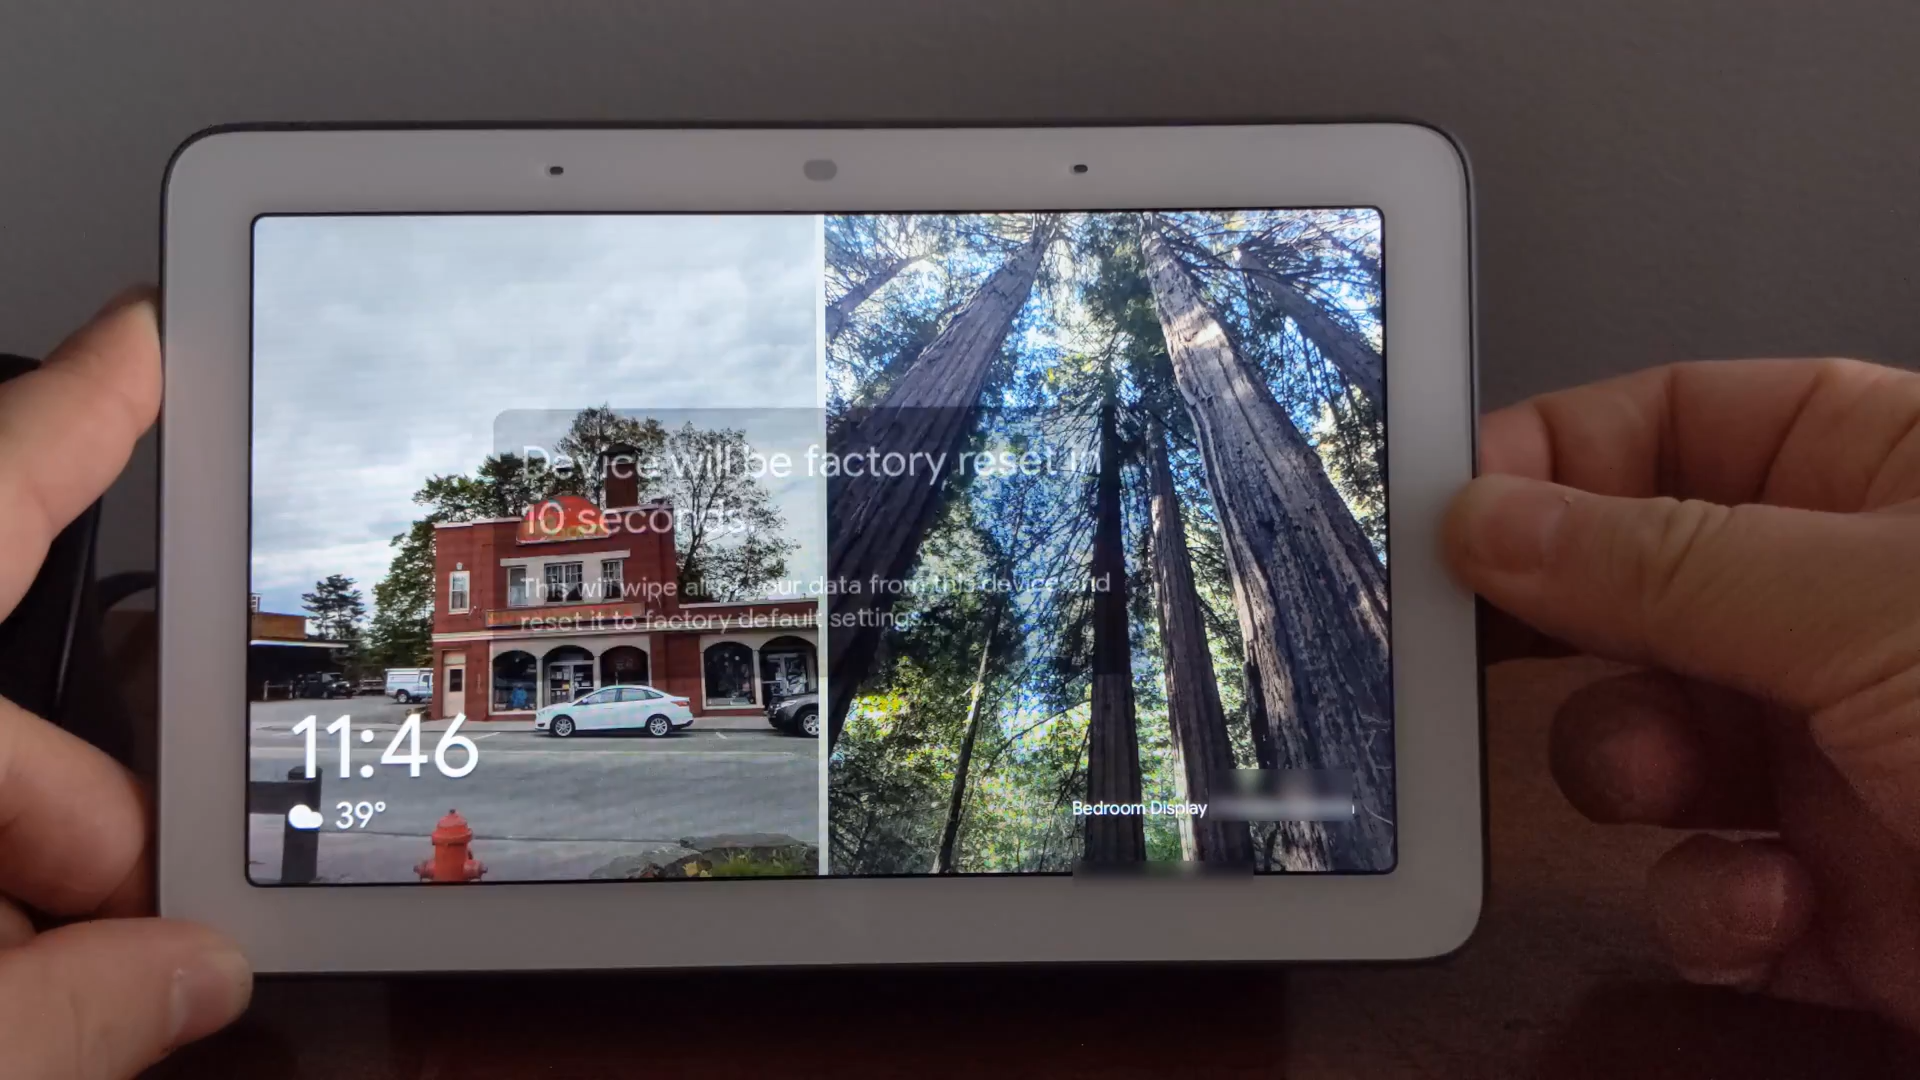 Device will be factory reset in
10 seconds.
This will wipe all of your data from this device and
reset it to factory default settings...
11:46
39°
Bedroom Display